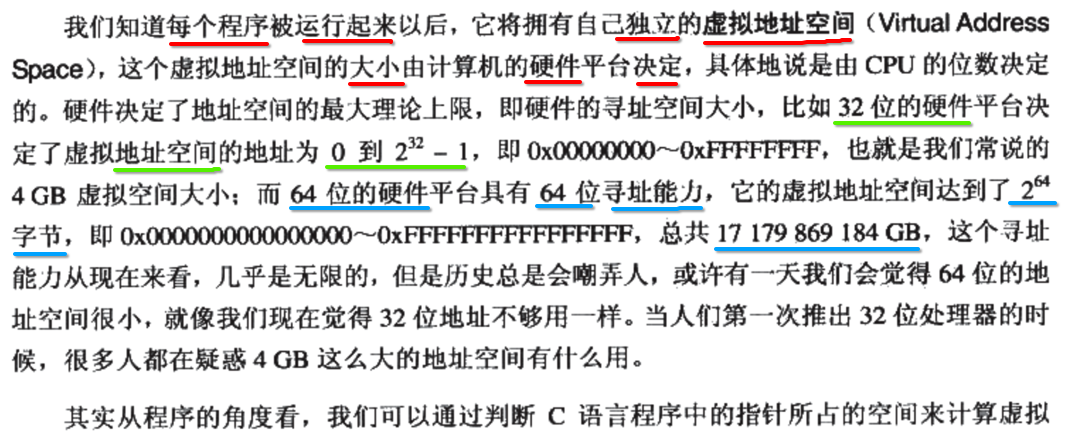 我们知道每个程序被运行起来以后，它将拥有自己独立的虚拟地址空间（Virtual Address
Space），这个虚拟地址空间的大小由计算机的硬件平台决定，具体地说是由 CPU 的位数决定
的。硬件决定了地址空间的最大理论上限，即硬件的寻址空间大小，比如 32 位的硬件平台决
定了虚拟地址空间的地址为 0 到 2³² – 1，即 0x00000000～0xFFFFFFFF，也就是我们常说的
4 GB 虚拟空间大小；而 64 位的硬件平台具有 64 位寻址能力，它的虚拟地址空间达到了 2⁶⁴
字节，即 0x0000000000000000～0xFFFFFFFFFFFFFFFF，总共 17 179 869 184 GB，这个寻址
能力从现在来看，几乎是无限的，但是历史总是会嘲弄人，或许有一天我们会觉得 64 位的地
址空间很小，就像我们现在觉得 32 位地址不够用一样。当人们第一次推出 32 位处理器的时
候，很多人都在疑惑 4 GB 这么大的地址空间有什么用。
其实从程序的角度看，我们可以通过判断 C 语言程序中的指针所占的空间来计算虚拟